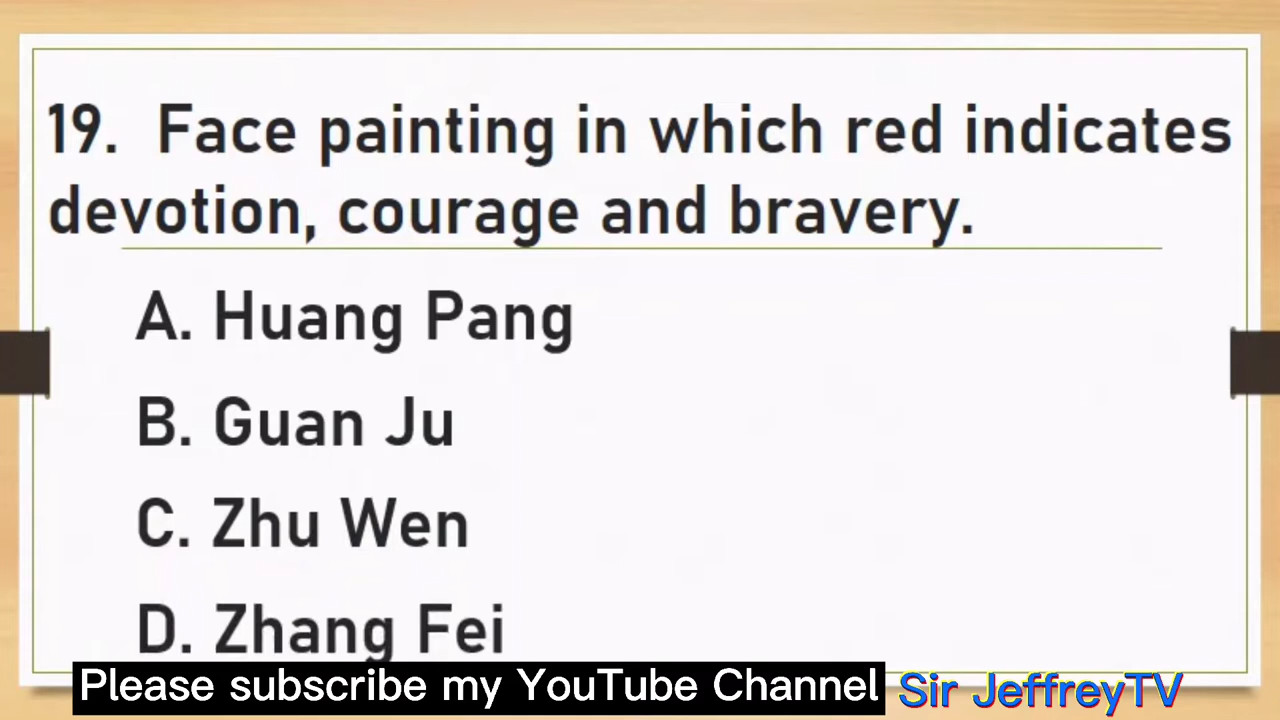 19. Face painting in which red indicates
devotion, courage and bravery.
A. Huang Pang
B. Guan Ju
C. Zhu Wen
D. Zhang Fei
Please subscribe my YouTube Channel Sir JeffreyTV